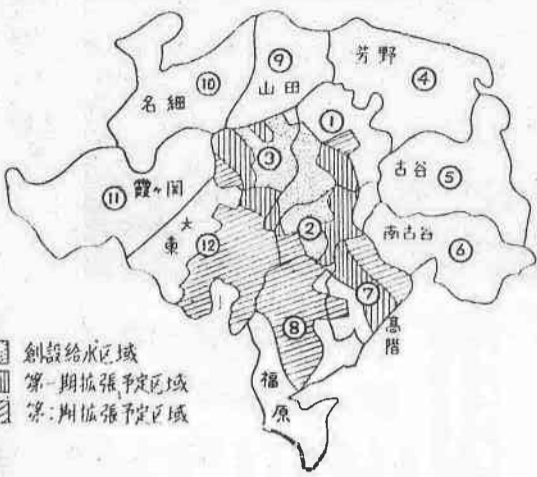 ⑨
山田
芳野
④
⑩
名細
①
③
古谷
⑤
霞ヶ関
⑪
大東
⑫
②
南古谷
⑥
⑦
高階
⑧
福原
創設給水区域
第一期拡張予定区域
第二期拡張予定区域